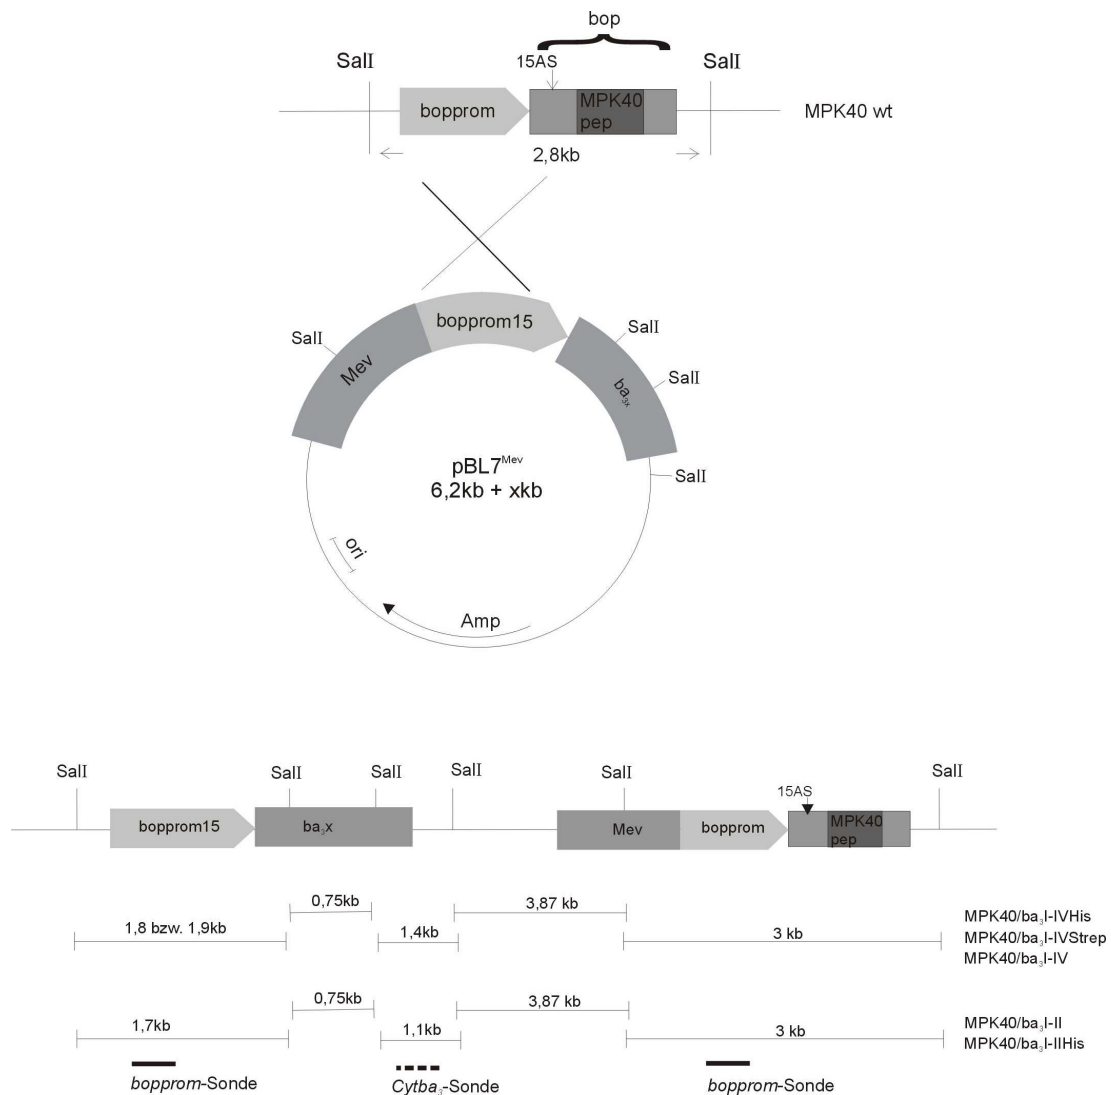 bop
SalI
15AS
SalI
bopprom
MPK40
pep
MPK40 wt
2,8kb
bopprom15
SalI
SalI
Mev
ba3x
SalI
SalI
pBL7Mev
6,2kb + xkb
ori
Amp
SalI SalI SalI SalI SalI SalI
15AS
bopprom15 ba3x Mev bopprom MPK40
pep
0,75kb 3,87 kb
1,8 bzw. 1,9kb 1,4kb 3 kb
MPK40/ba3I-IVHis
MPK40/ba3I-IVStrep
MPK40/ba3I-IV
0,75kb 3,87 kb
1,7kb 1,1kb 3 kb
MPK40/ba3I-II
MPK40/ba3I-IIHis
bopprom-Sonde Cytba3-Sonde bopprom-Sonde